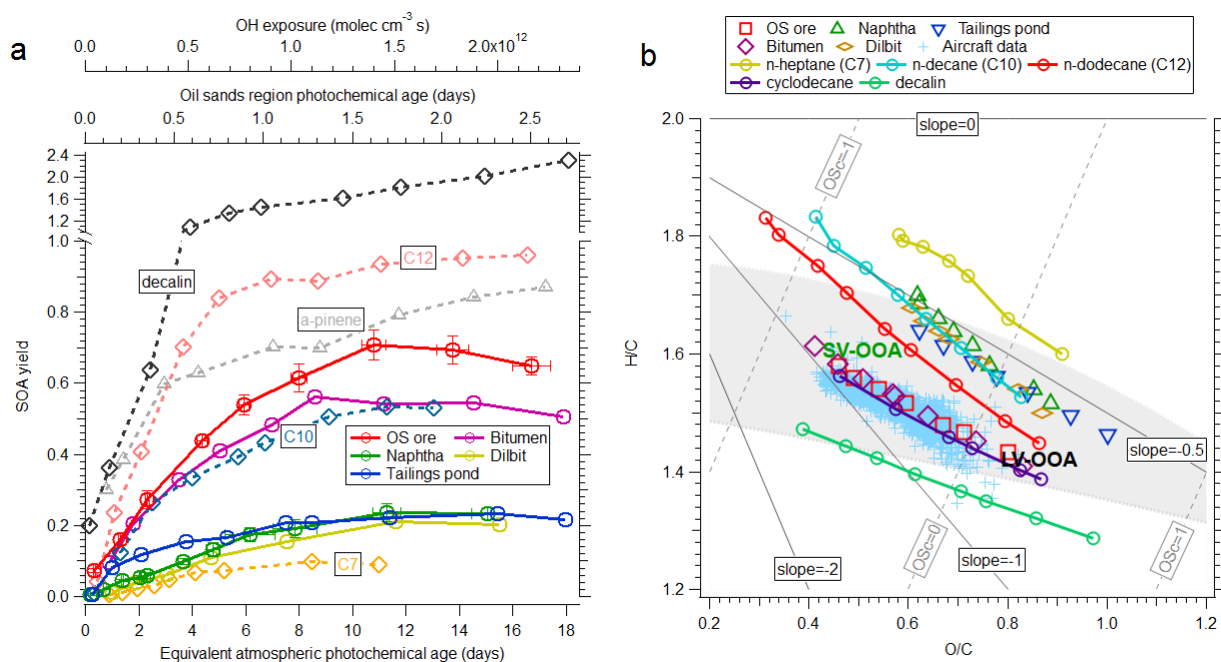 a
OH exposure (molec cm⁻³ s)
0.0 0.5 1.0 1.5 2.0x10¹²
Oil sands region photochemical age (days)
0.0 0.5 1.0 1.5 2.0 2.5
SOA yield
2.4
2.0
1.6
1.2
1.0
0.8
0.6
0.4
0.2
0.0
decalin
C12
a-pinene
C10
C7
OS ore Bitumen
Naphtha Dilbit
Tailings pond
0 2 4 6 8 10 12 14 16 18
Equivalent atmospheric photochemical age (days)
b
OS ore Naphtha Tailings pond
Bitumen Dilbit Aircraft data
n-heptane (C7) n-decane (C10) n-dodecane (C12)
cyclodecane decalin
H/C
2.0
1.8
1.6
1.4
1.2
slope=0
OSc=-1
SV-OOA
LV-OOA
slope=-0.5
OSc=0
slope=-1
OSc=1
slope=-2
0.2 0.4 0.6 0.8 1.0 1.2
O/C